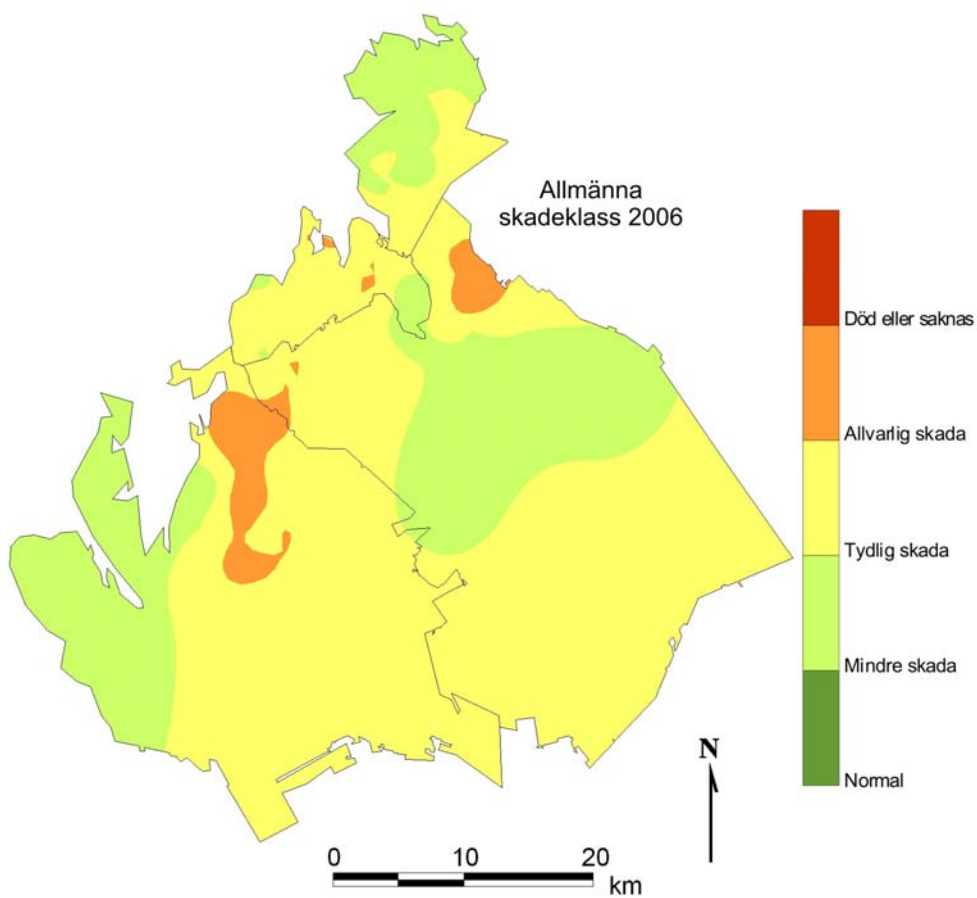 Allmänna
skadeklass 2006
Död eller saknas
Allvarlig skada
Tydlig skada
Mindre skada
Normal
N
0 10 20
km